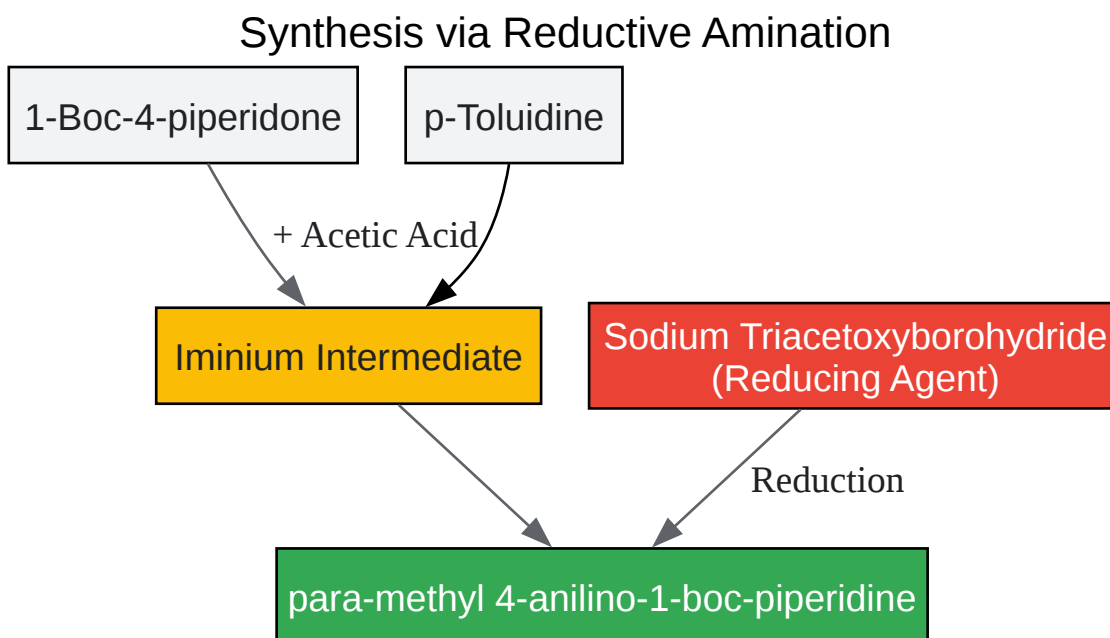 Synthesis via Reductive Amination
1-Boc-4-piperidone
p-Toluidine
+ Acetic Acid
Iminium Intermediate
Sodium Triacetoxyborohydride
(Reducing Agent)
Reduction
para-methyl 4-anilino-1-boc-piperidine